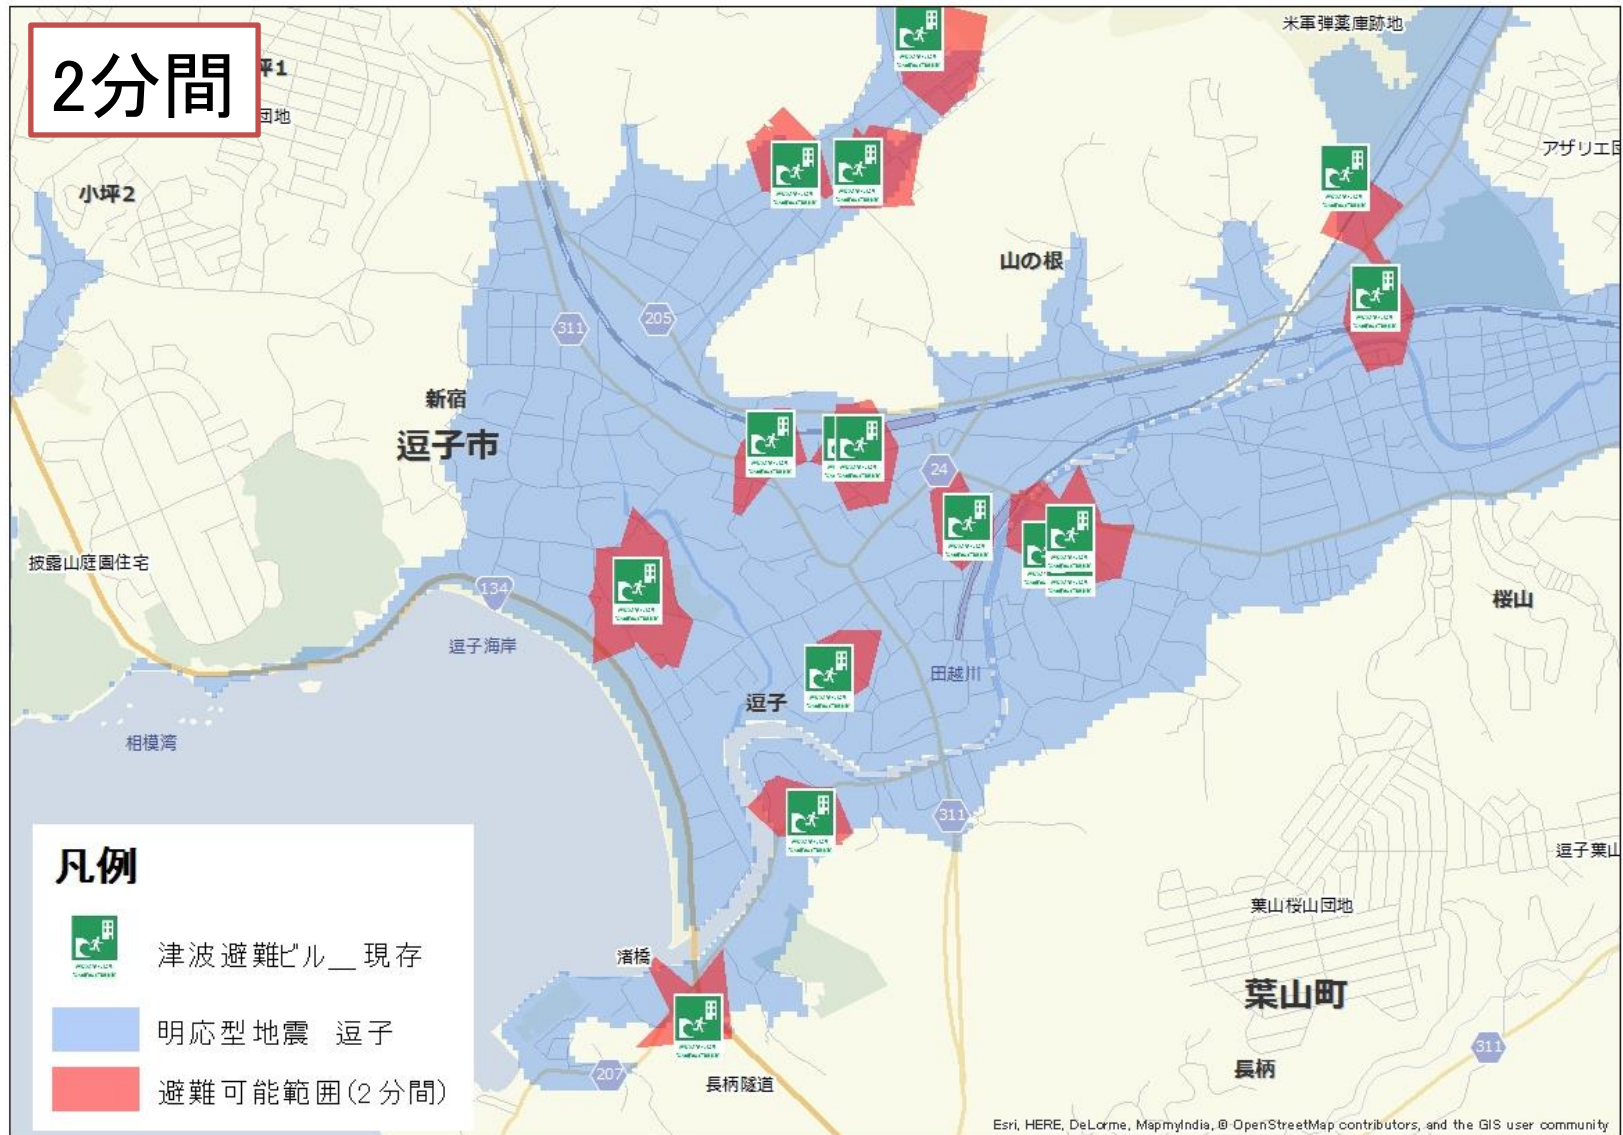 2分間
米軍弾薬庫跡地
坪1
団地
アザリエ団
小坪2
山の根
205
311
新宿
逗子市
24
披露山庭園住宅
134
桜山
逗子海岸
田越川
逗子
相模湾
311
逗子葉山
葉山桜山団地
渚橋
葉山町
311
長柄
207
長柄隧道
凡例
津波避難ビル__現存
明応型地震 逗子
避難可能範囲(2分間)
Esri, HERE, DeLorme, MapmyIndia, © OpenStreetMap contributors, and the GIS user community